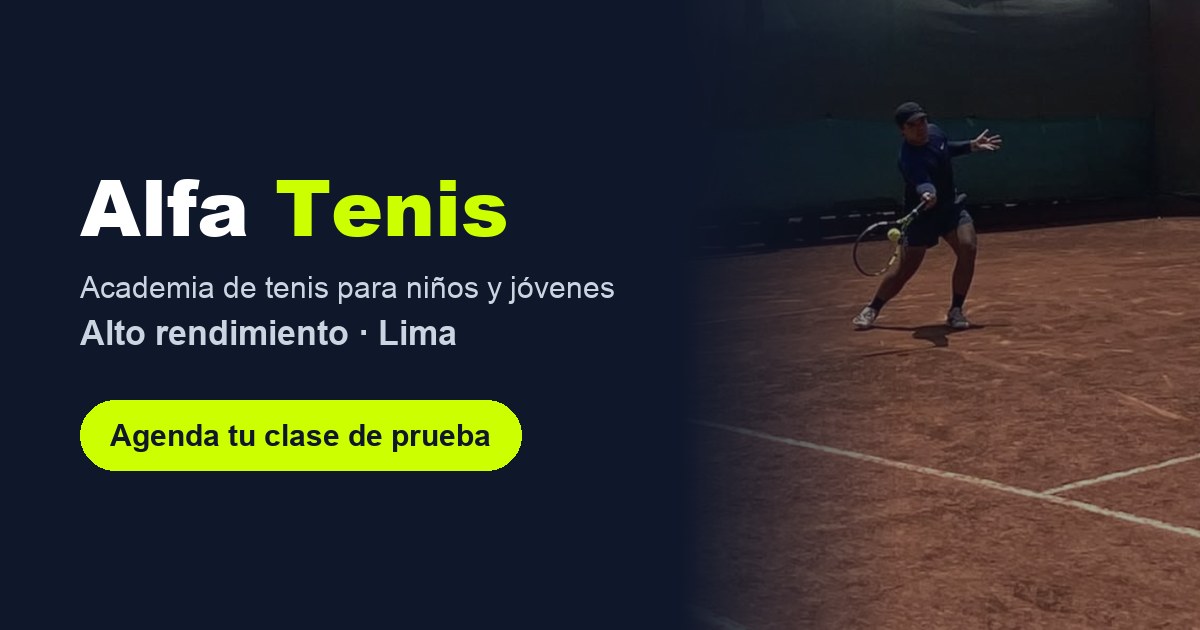 Alfa Tenis
Academia de tenis para niños y jóvenes
Alto rendimiento · Lima
Agenda tu clase de prueba